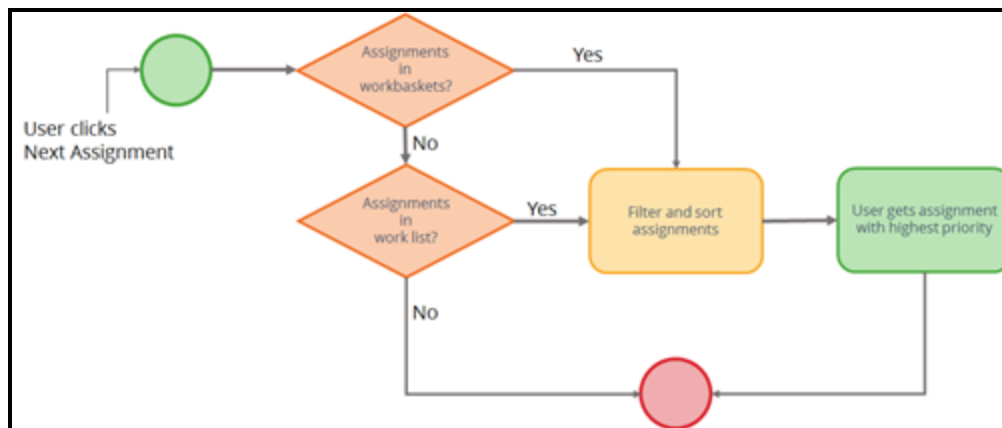 Assignments
in
workbaskets?
Yes
User clicks
Next Assignment
No
Assignments
in
work list?
Yes
Filter and sort
assignments
User gets assignment
with highest priority
No